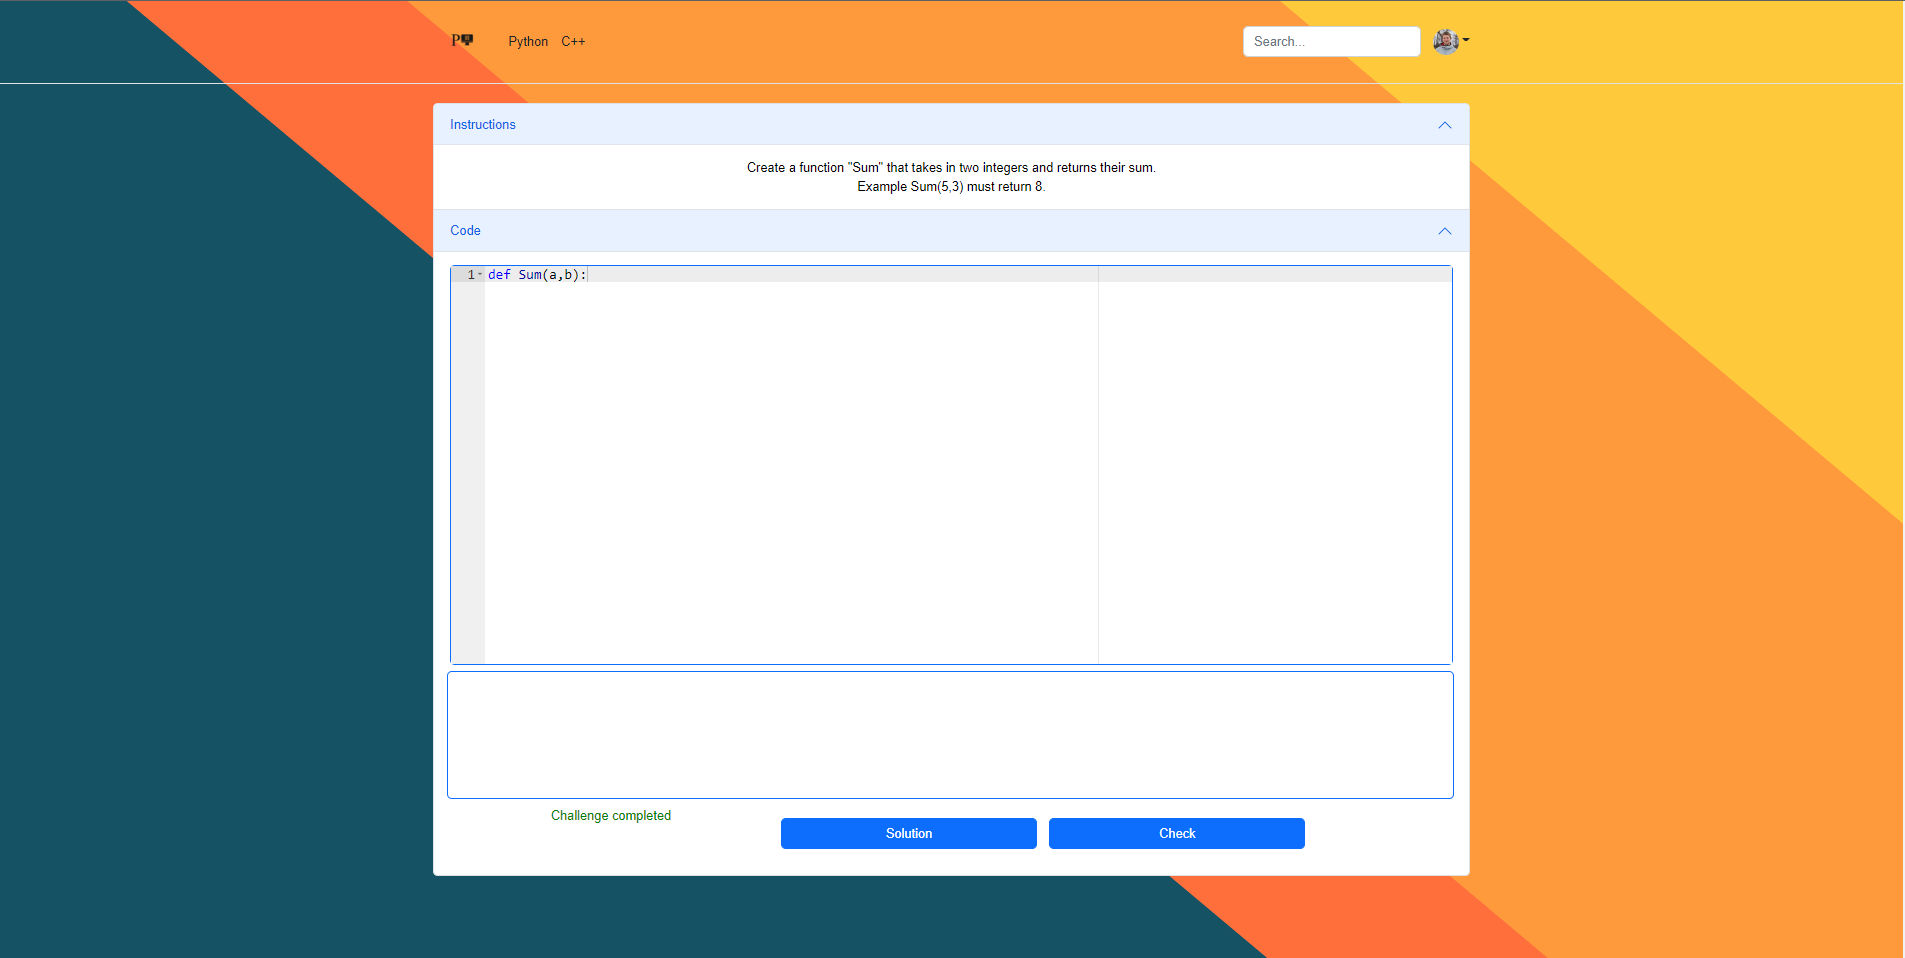 P
Python C++
Search...
Instructions
Create a function "Sum" that takes in two integers and returns their sum.
Example Sum(5,3) must return 8.
Code
1 def Sum(a,b):
Challenge completed
Solution Check